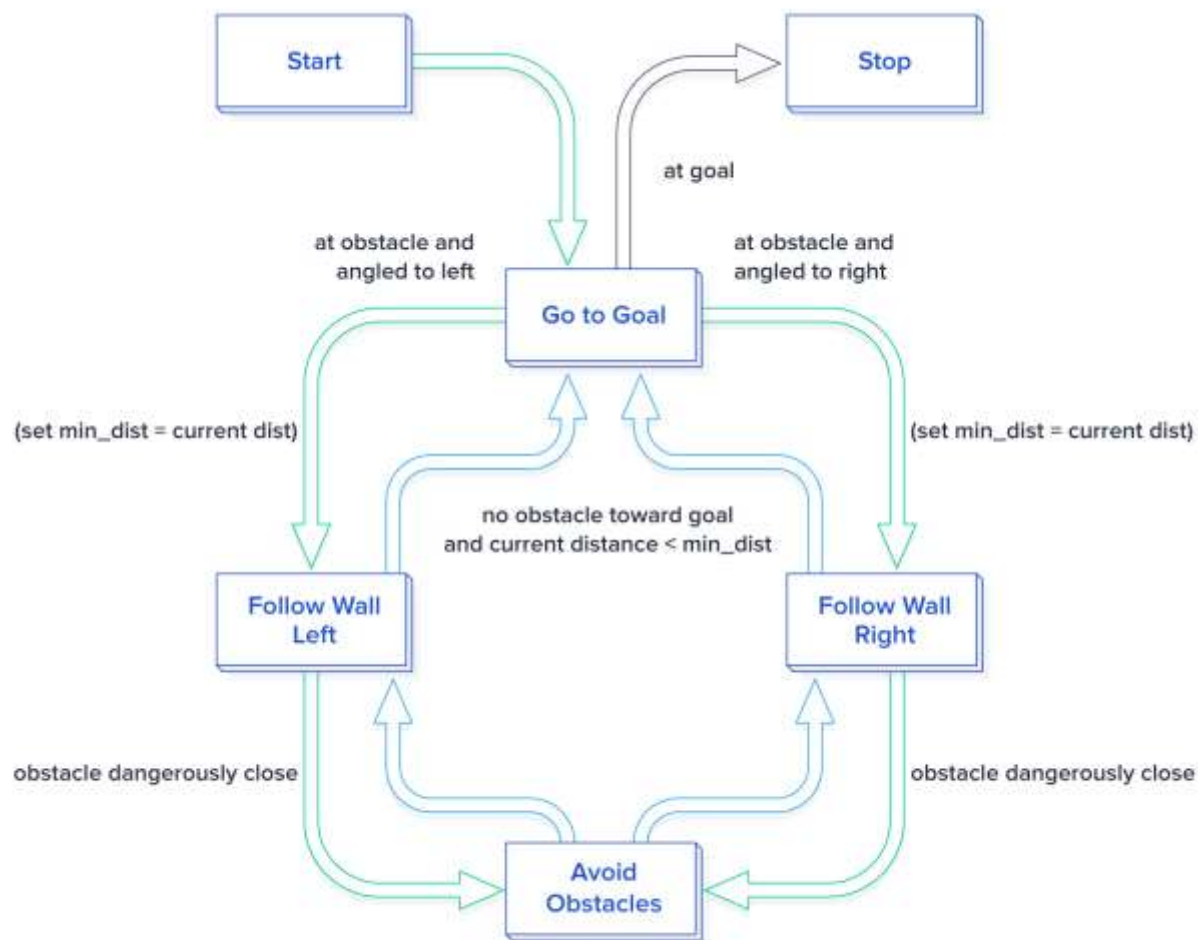 Start
Stop
at goal
at obstacle and
angled to left
at obstacle and
angled to right
Go to Goal
(set min_dist = current dist)
(set min_dist = current dist)
no obstacle toward goal
and current distance < min_dist
Follow Wall
Left
Follow Wall
Right
obstacle dangerously close
obstacle dangerously close
Avoid
Obstacles